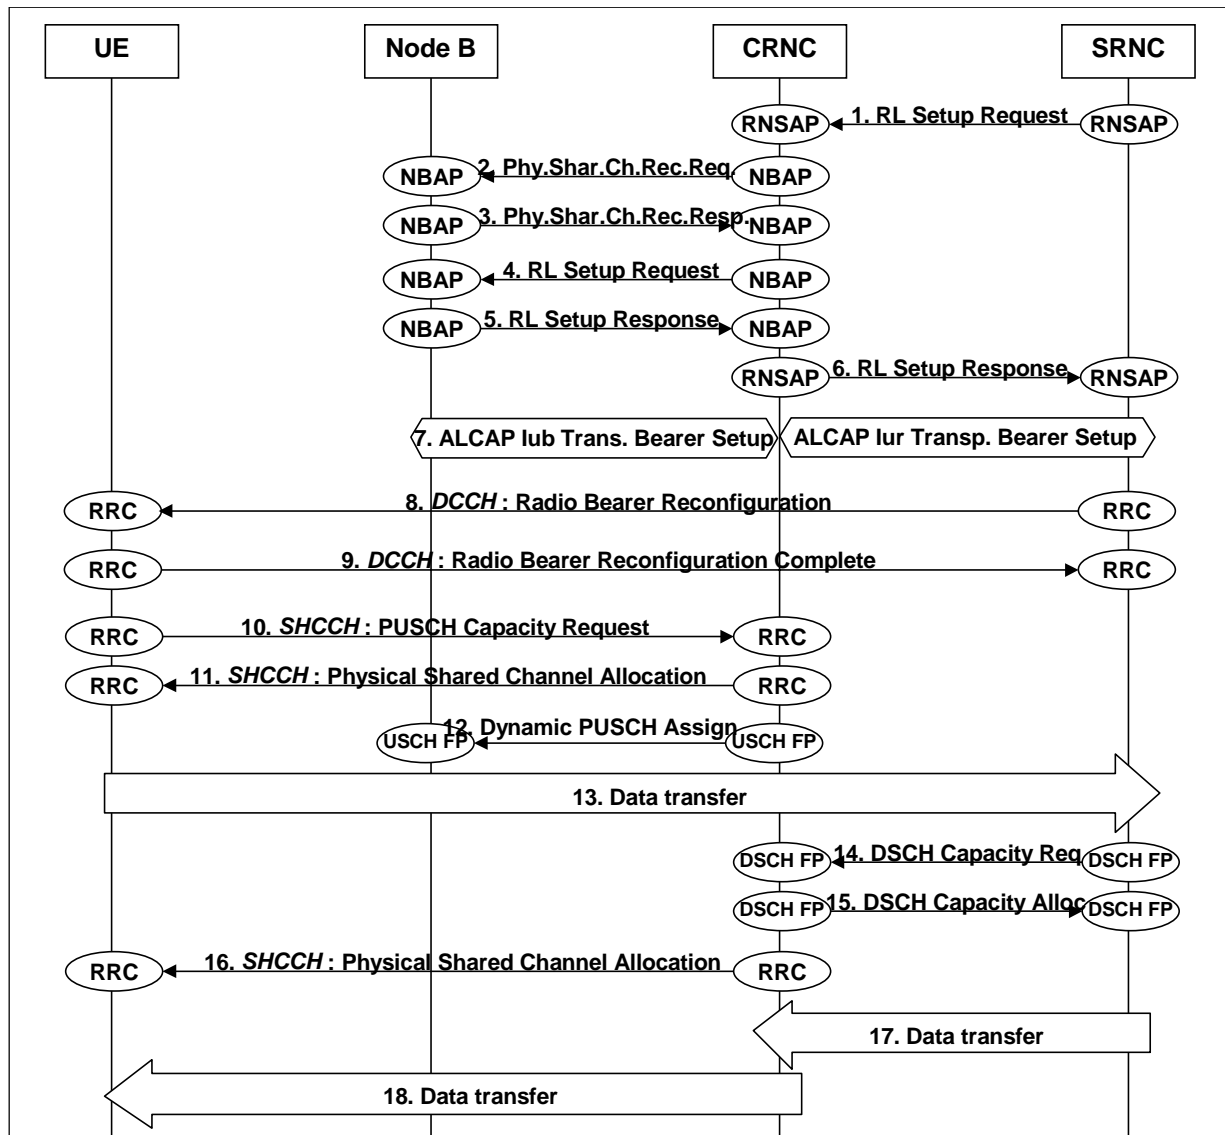 UE Node B CRNC SRNC
RNSAP 1. RL Setup Request RNSAP
NBAP 2. Phy.Shar.Ch.Rec.Req. NBAP
NBAP 3. Phy.Shar.Ch.Rec.Resp. NBAP
NBAP 4. RL Setup Request NBAP
NBAP 5. RL Setup Response NBAP
RNSAP 6. RL Setup Response RNSAP
7. ALCAP Iub Trans. Bearer Setup ALCAP Iur Transp. Bearer Setup
RRC 8. DCCH : Radio Bearer Reconfiguration RRC
RRC 9. DCCH : Radio Bearer Reconfiguration Complete RRC
RRC 10. SHCCH : PUSCH Capacity Request RRC
RRC 11. SHCCH : Physical Shared Channel Allocation RRC
USCH FP 12. Dynamic PUSCH Assign USCH FP
13. Data transfer
DSCH FP 14. DSCH Capacity Req DSCH FP
DSCH FP 15. DSCH Capacity Alloc DSCH FP
RRC 16. SHCCH : Physical Shared Channel Allocation RRC
17. Data transfer
18. Data transfer